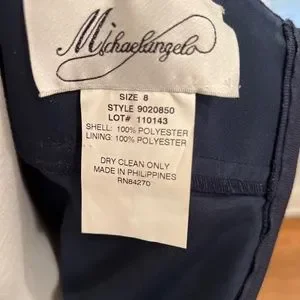 Michaelangelo
SIZE 8
STYLE 9020850
LOT# 110143
SHELL: 100% POLYESTER
LINING: 100% POLYESTER
DRY CLEAN ONLY
MADE IN PHILIPPINES
RN84270